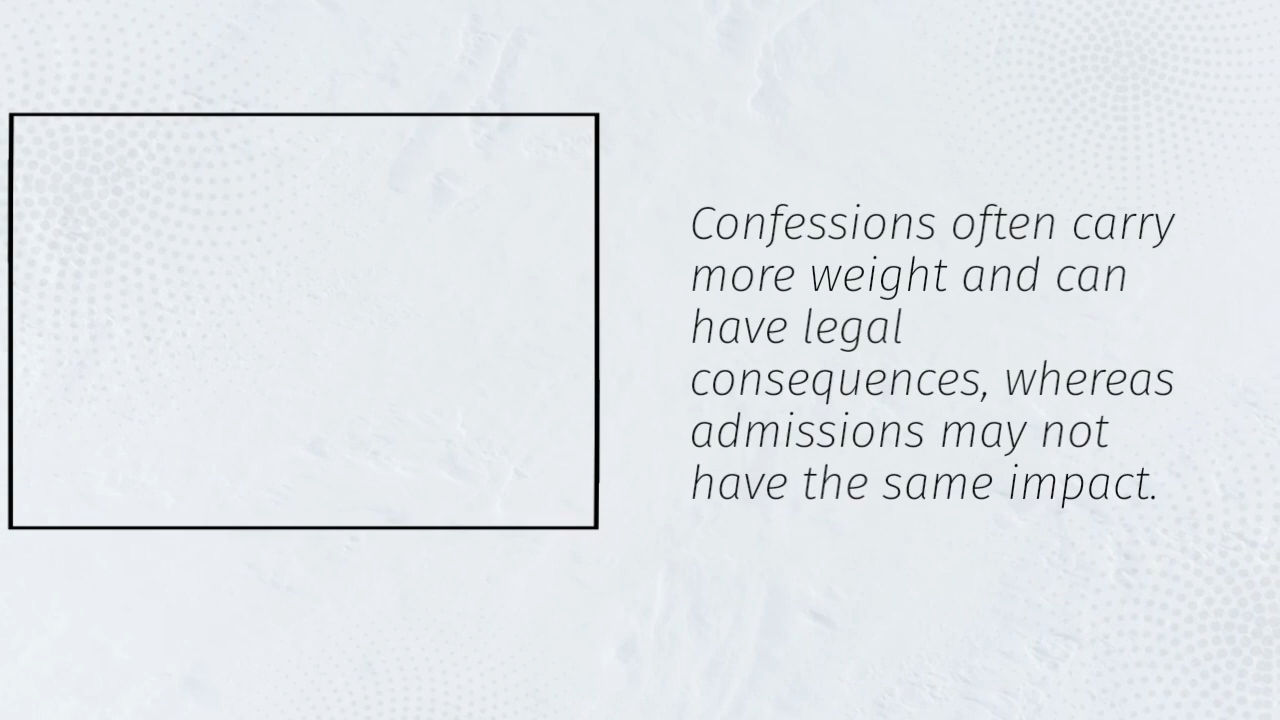 Confessions often carry
more weight and can
have legal
consequences, whereas
admissions may not
have the same impact.